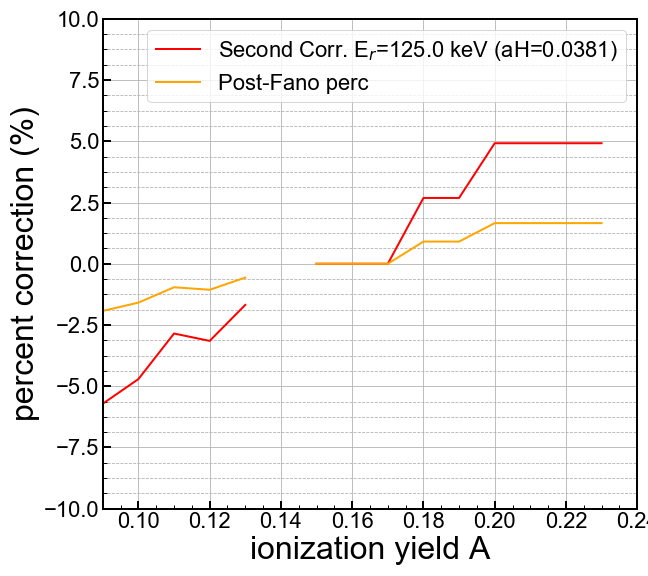 Second Corr. Er=125.0 keV (aH=0.0381)
Post-Fano perc
percent correction (%)
10.0
7.5
5.0
2.5
0.0
−2.5
−5.0
−7.5
−10.0
0.10 0.12 0.14 0.16 0.18 0.20 0.22 0.24
ionization yield A